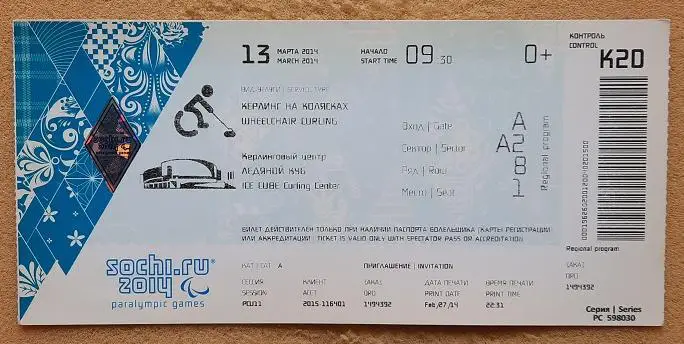 13 МАРТА 2014
MARCH 2014
НАЧАЛО
START TIME 09:30
0+
КОНТРОЛЬ
CONTROL
K20
ВИД УСЛУГИ | SERVICE TYPE
КЕРЛИНГ НА КОЛЯСКАХ
WHEELCHAIR CURLING
Керлинговый центр
ЛЕДЯНОЙ КУБ
ICE CUBE Curling Center
Вход | Gate A
Сектор | Sector A2
Ряд | Row 8
Место | Seat 1
Regional program
БИЛЕТ ДЕЙСТВИТЕЛЕН ТОЛЬКО ПРИ НАЛИЧИИ ПАСПОРТА БОЛЕЛЬЩИКА (КАРТЫ РЕГИСТРАЦИИ
ИЛИ АККРЕДИТАЦИИ) TICKET IS VALID ONLY WITH SPECTATOR PASS OR ACCREDITATION
sochi.ru
2014
paralympic games
КАТ | CAT A
ПРИГЛАШЕНИЕ | INVITATION
СЕССИЯ КЛИЕНТ ЗАКАЗ ДАТА ПЕЧАТИ ВРЕМЯ ПЕЧАТИ
SESSION ACCT ORD PRINT DATE PRINT TIME
PCU11 2015-116401 1494392 Feb/27/14 22:31
Regional program
ЗАКАЗ
ORD
1494392
Серия | Series
PC 598030